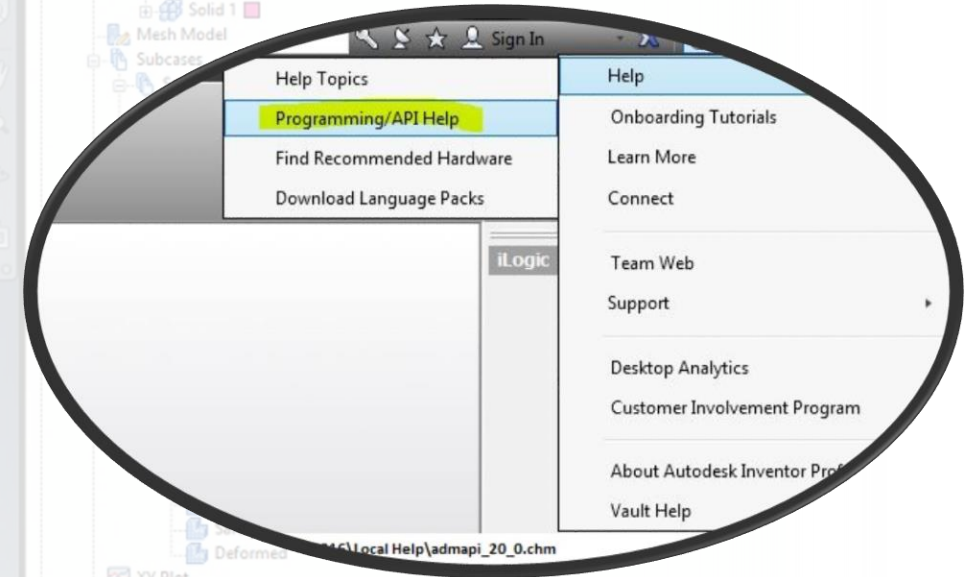 Solid 1
Mesh Model
Subcases
Sign In
Help Topics
Programming/API Help
Find Recommended Hardware
Download Language Packs
Help
Onboarding Tutorials
Learn More
Connect
Team Web
Support
Desktop Analytics
Customer Involvement Program
About Autodesk Inventor
Vault Help
iLogic
\Local Help\admapi_20_0.chm
Deformed
XY Plot